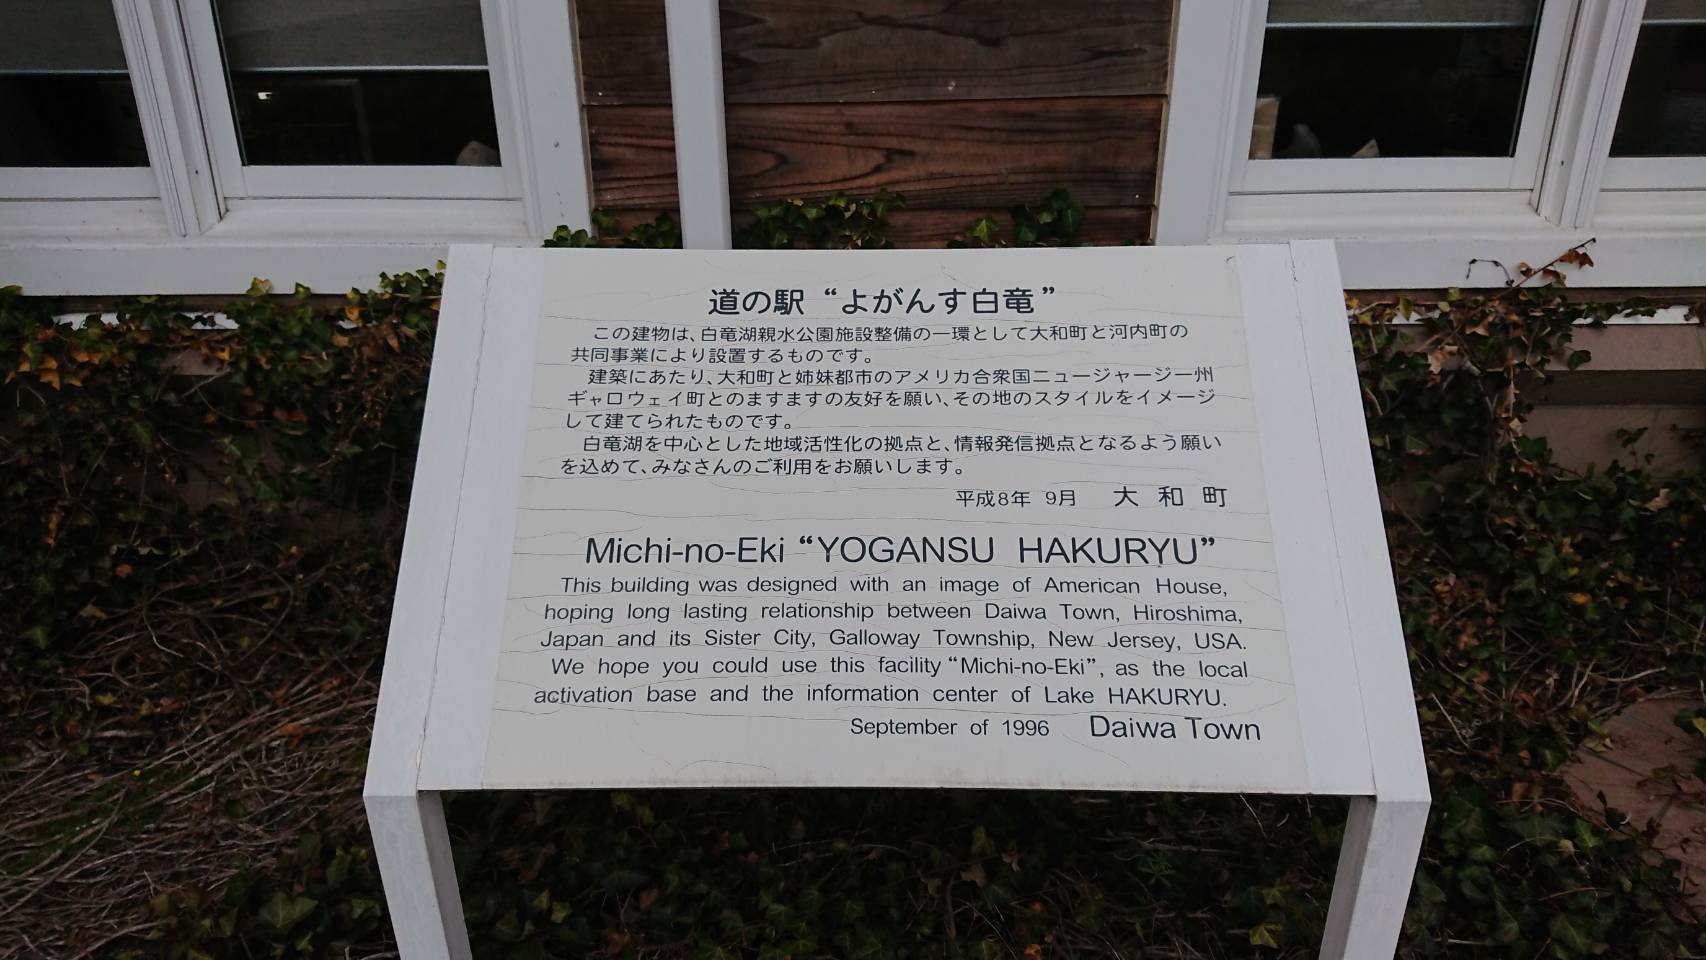 道の駅 “よがんす白竜”
この建物は、白竜湖親水公園施設整備の一環として大和町と河内町の
共同事業により設置するものです。
建築にあたり、大和町と姉妹都市のアメリカ合衆国ニュージャージー州
ギャロウェイ町とのますますの友好を願い、その地のスタイルをイメージ
して建てられたものです。
白竜湖を中心とした地域活性化の拠点と、情報発信拠点となるよう願い
を込めて、みなさんのご利用をお願いします。
平成8年 9月 大 和 町
Michi-no-Eki “YOGANSU HAKURYU”
This building was designed with an image of American House,
hoping long lasting relationship between Daiwa Town, Hiroshima,
Japan and its Sister City, Galloway Township, New Jersey, USA.
We hope you could use this facility “Michi-no-Eki”, as the local
activation base and the information center of Lake HAKURYU.
September of 1996 Daiwa Town